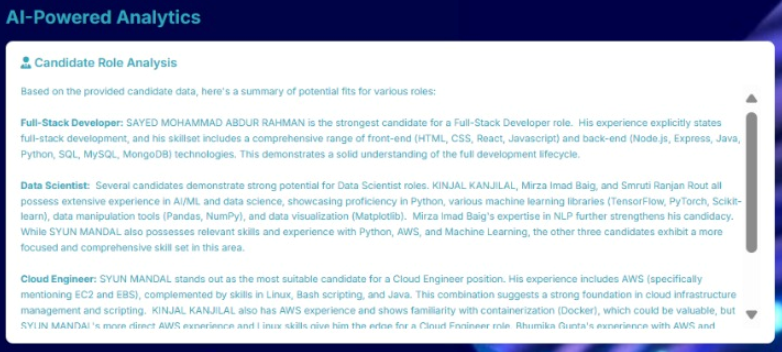 AI-Powered Analytics
Candidate Role Analysis
Based on the provided candidate data, here's a summary of potential fits for various roles:
Full-Stack Developer: SAYED MOHAMMAD ABDUR RAHMAN is the strongest candidate for a Full-Stack Developer role. His experience explicitly states
full-stack development, and his skillset includes a comprehensive range of front-end (HTML, CSS, React, Javascript) and back-end (Node.js, Express, Java,
Python, SQL, MySQL, MongoDB) technologies. This demonstrates a solid understanding of the full development lifecycle.
Data Scientist: Several candidates demonstrate strong potential for Data Scientist roles. KINJAL KANJILAL, Mirza Imad Baig, and Smruti Ranjan Rout all
possess extensive experience in AI/ML and data science, showcasing proficiency in Python, various machine learning libraries (TensorFlow, PyTorch, Scikit-
learn), data manipulation tools (Pandas, NumPy), and data visualization (Matplotlib). Mirza Imad Baig's expertise in NLP further strengthens his candidacy.
While SYUN MANDAL also possesses relevant skills and experience with Python, AWS, and Machine Learning, the other three candidates exhibit a more
focused and comprehensive skill set in this area.
Cloud Engineer: SYUN MANDAL stands out as the most suitable candidate for a Cloud Engineer position. His experience includes AWS (specifically
mentioning EC2 and EBS), complemented by skills in Linux, Bash scripting, and Java. This combination suggests a strong foundation in cloud infrastructure
management and scripting. KINJAL KANJILAL also has AWS experience and shows familiarity with containerization (Docker), which could be valuable, but
SYUN MANDAL's more direct AWS experience and Linux skills give him the edge for a Cloud Engineer role. Bhumika Gupta's experience with AWS and